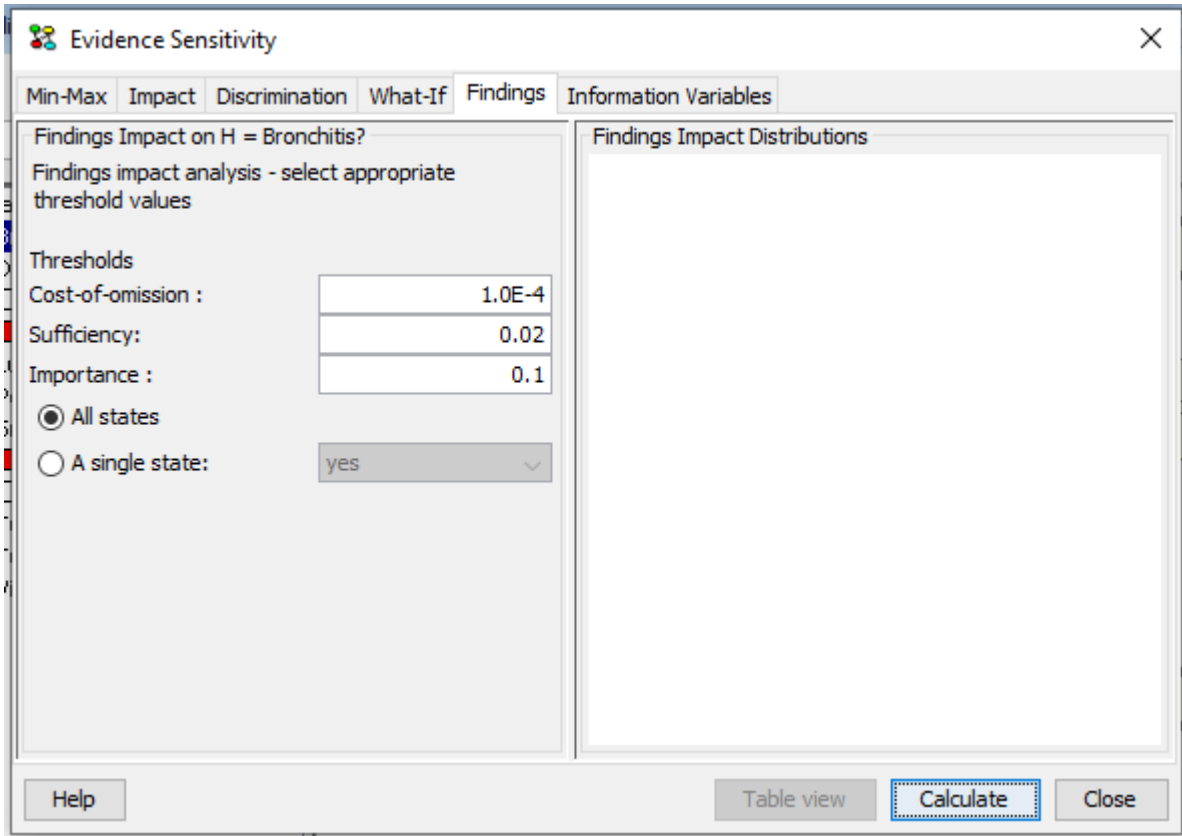 Evidence Sensitivity
Min-Max Impact Discrimination What-If Findings Information Variables
Findings Impact on H = Bronchitis?
Findings impact analysis - select appropriate
threshold values
Thresholds
Cost-of-omission : 1.0E-4
Sufficiency: 0.02
Importance : 0.1
All states
A single state: yes
Findings Impact Distributions
Help Table view Calculate Close